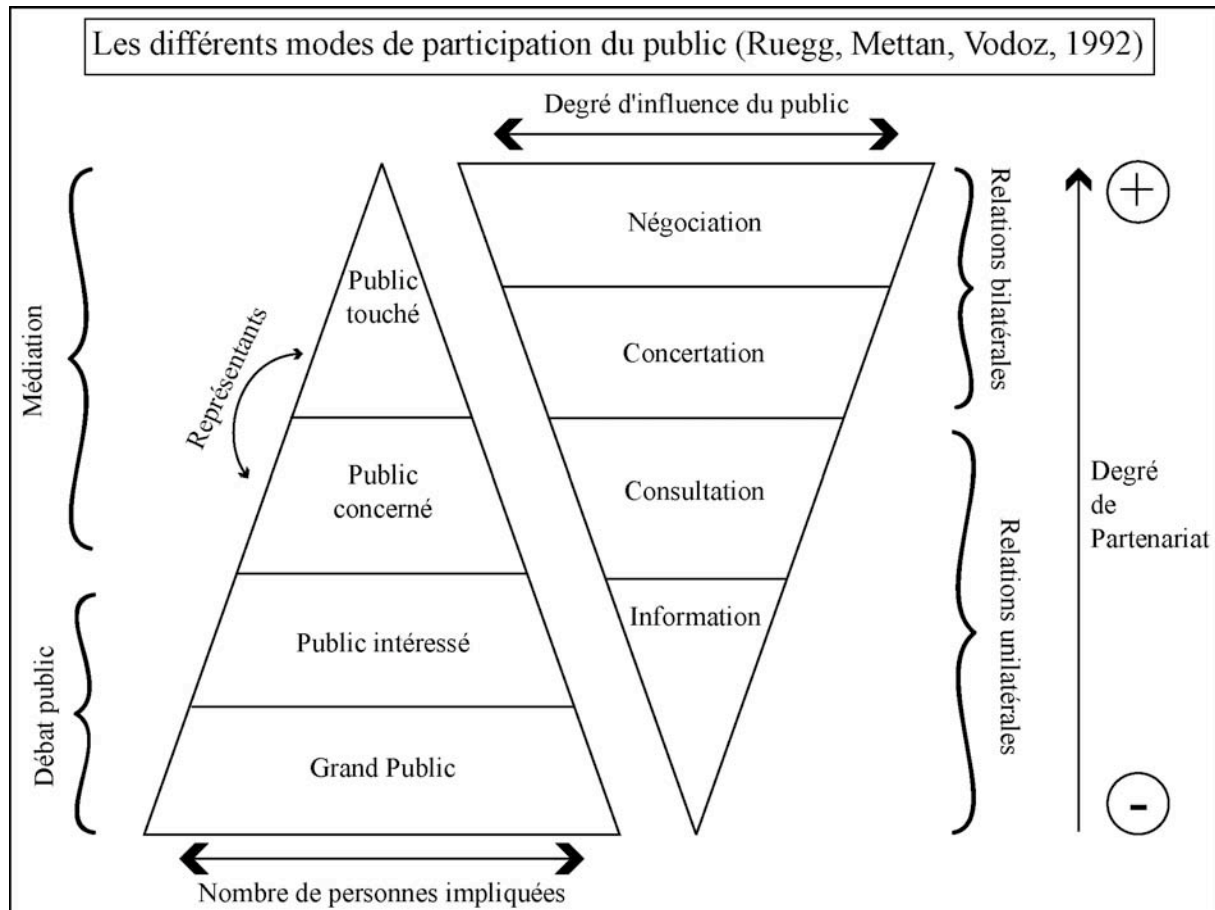 Les différents modes de participation du public (Ruegg, Mettan, Vodoz, 1992)
Degré d'influence du public
Médiation
Débat public
Représentants
Public
touché
Public
concerné
Public intéressé
Grand Public
Nombre de personnes impliquées
Négociation
Concertation
Consultation
Information
Relations bilatérales
Relations unilatérales
+
Degré
de
Partenariat
-